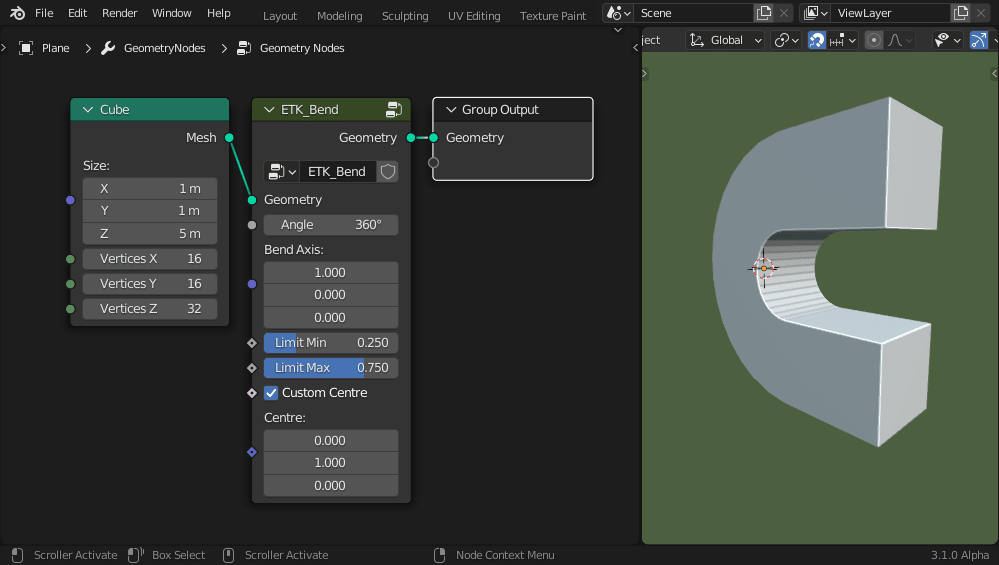 File Edit Render Window Help Layout Modeling Sculpting UV Editing Texture Paint Scene ViewLayer
Plane GeometryNodes Geometry Nodes
ject Global
Cube
Mesh
Size:
X 1 m
Y 1 m
Z 5 m
Vertices X 16
Vertices Y 16
Vertices Z 32
ETK_Bend
Geometry
ETK_Bend
Geometry
Angle 360°
Bend Axis:
1.000
0.000
0.000
Limit Min 0.250
Limit Max 0.750
Custom Centre
Centre:
0.000
1.000
0.000
Group Output
Geometry
Scroller Activate Box Select Scroller Activate Node Context Menu 3.1.0 Alpha